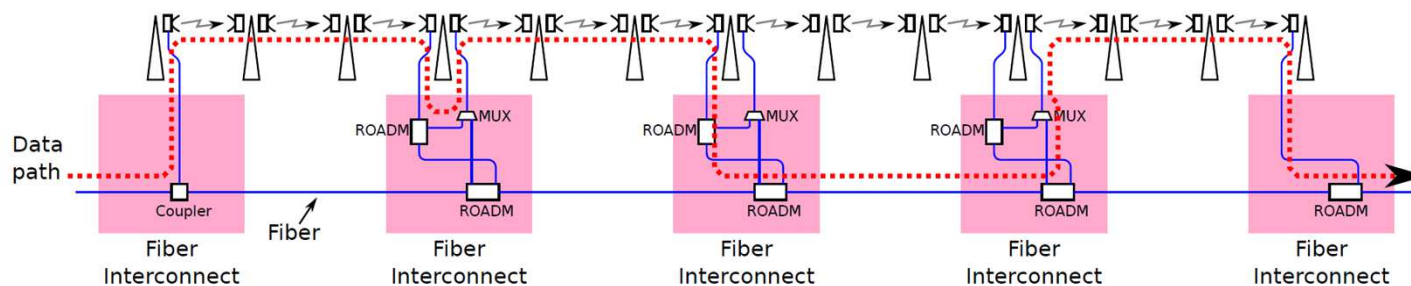 ROADM
MUX
ROADM
MUX
ROADM
MUX
Data
path
Coupler
ROADM
ROADM
ROADM
ROADM
Fiber
Fiber
Interconnect
Fiber
Interconnect
Fiber
Interconnect
Fiber
Interconnect
Fiber
Interconnect